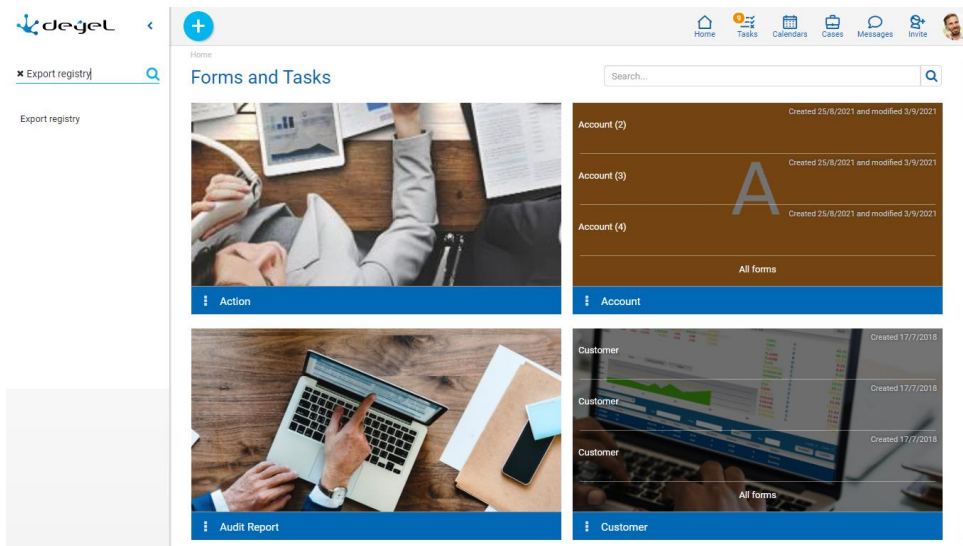 deyel
Export registry
Export registry
Home
9
Tasks
Calendars
Cases
Messages
Invite
Home
Forms and Tasks
Search...
Action
Created 25/8/2021 and modified 3/9/2021
Account (2)
Created 25/8/2021 and modified 3/9/2021
Account (3)
A
Created 25/8/2021 and modified 3/9/2021
Account (4)
All forms
Account
Audit Report
Created 17/7/2018
Customer
Created 17/7/2018
Customer
Created 17/7/2018
Customer
All forms
Customer